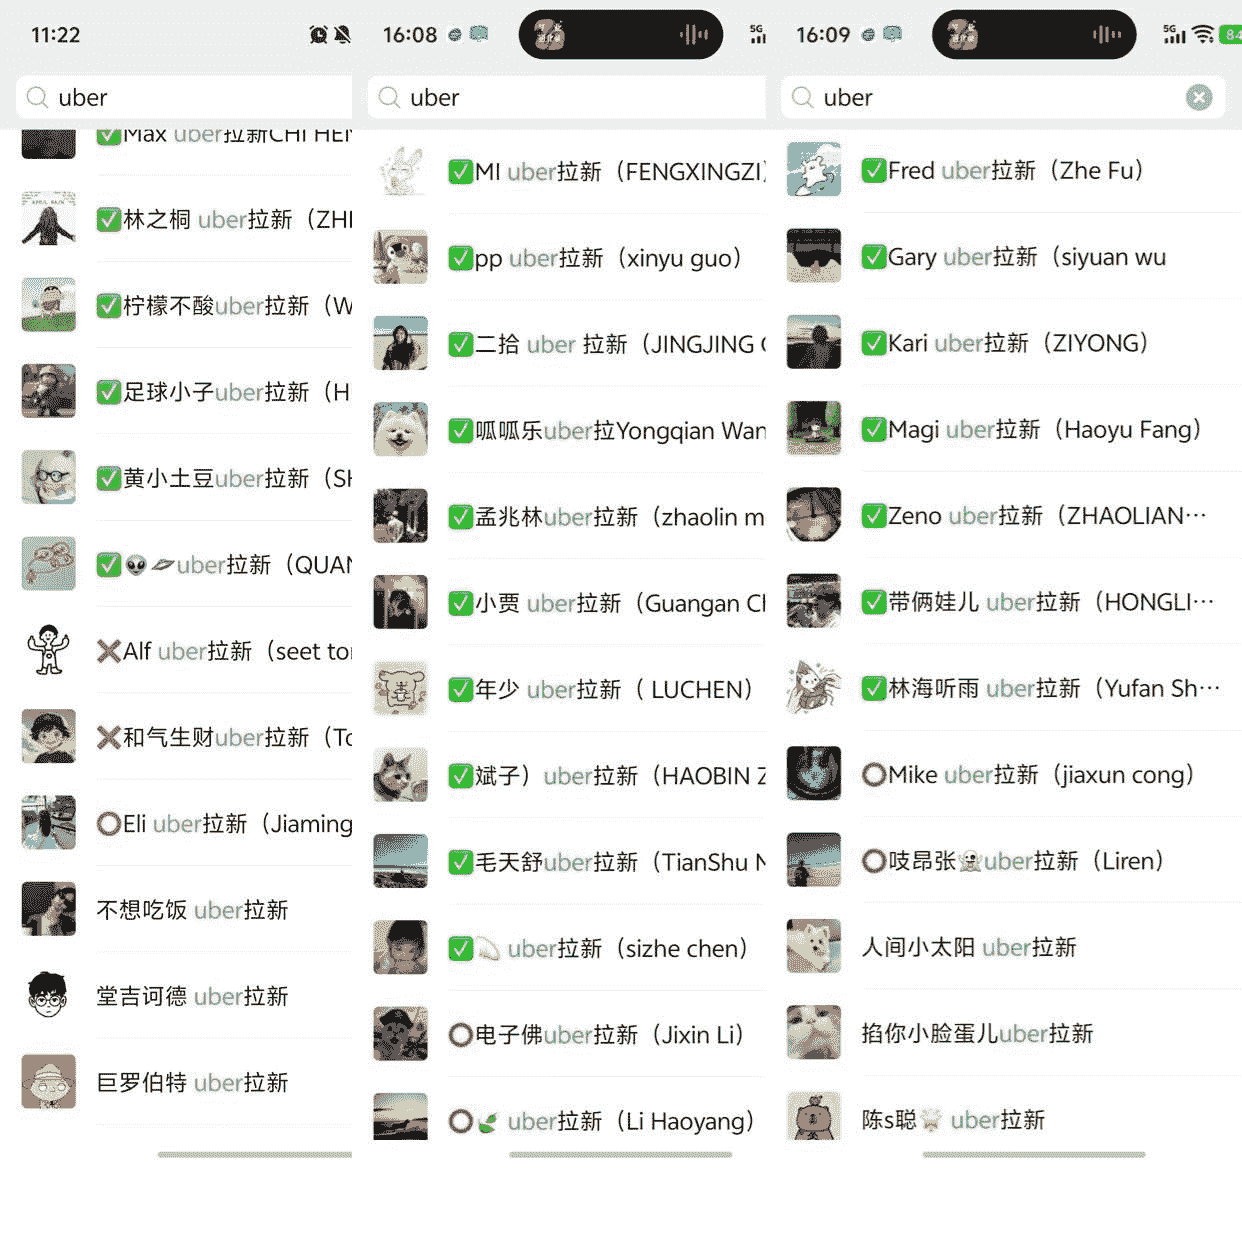 11:22
uber
✅Max uber拉新CHI HEN
✅林之桐 uber拉新（ZHI
✅柠檬不酸uber拉新（W
✅足球小子uber拉新（H
✅黄小土豆uber拉新（SH
✅👽🛸uber拉新（QUAN
❌Alf uber拉新（seet to
❌和气生财uber拉新（To
⭕Eli uber拉新（Jiaming
不想吃饭 uber拉新
堂吉诃德 uber拉新
巨罗伯特 uber拉新
16:08
5G
uber
✅MI uber拉新（FENGXINGZI）
✅pp uber拉新（xinyu guo）
✅二拾 uber 拉新（JINGJING
✅呱呱乐uber拉Yongqian Wan
✅孟兆林uber拉新（zhaolin m
✅小贾 uber拉新（Guangan Ch
✅年少 uber拉新（ LUCHEN）
✅斌子） uber拉新（HAOBIN Z
✅毛天舒uber拉新（TianShu M
✅ uber拉新（sizhe chen）
⭕电子佛uber拉新（Jixin Li）
⭕ uber拉新（Li Haoyang）
16:09
5G
84
uber
✅Fred uber拉新（Zhe Fu）
✅Gary uber拉新（siyuan wu
✅Kari uber拉新（ZIYONG）
✅Magi uber拉新（Haoyu Fang）
✅Zeno uber拉新（ZHAOLIAN…
✅带俩娃儿 uber拉新（HONGLI…
✅林海听雨 uber拉新（Yufan Sh…
⭕Mike uber拉新（jiaxun cong）
⭕吱昂张uber拉新（Liren）
人间小太阳 uber拉新
掐你小脸蛋儿uber拉新
陈s聪 uber拉新